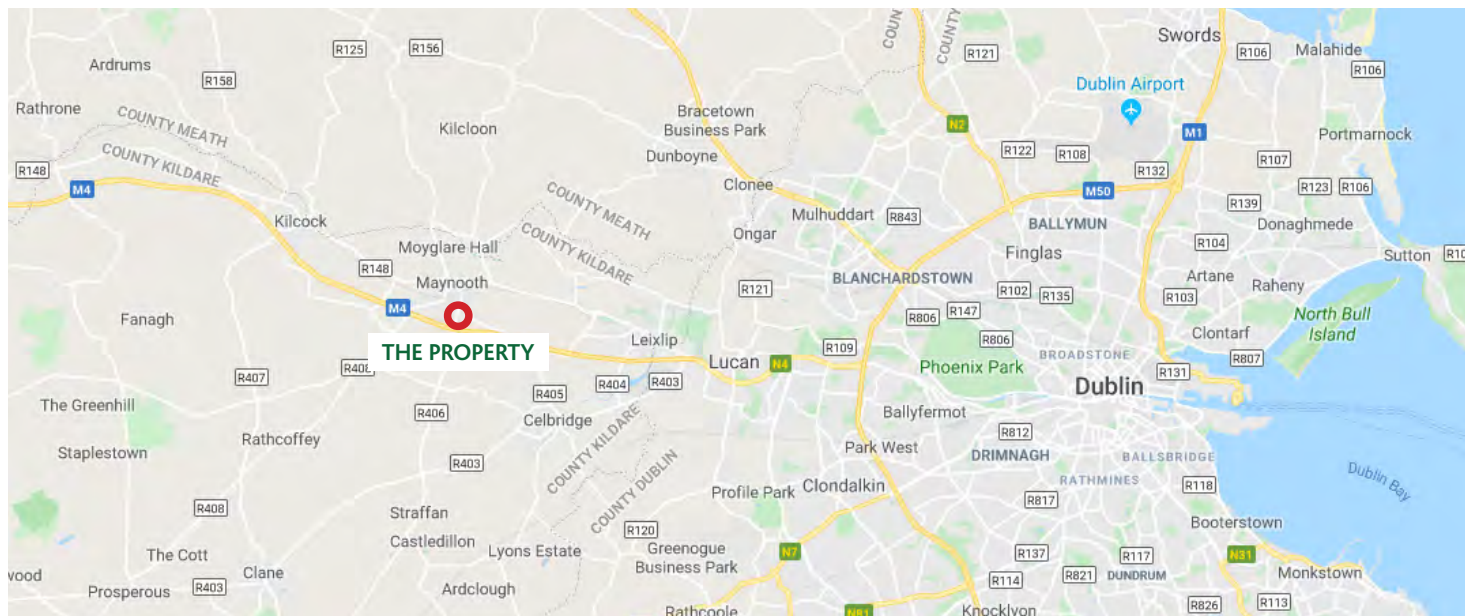 Swords
R106
Malahide
R106
R125
R156
COUN
COUNTY
R121
Ardrums
R158
Dublin Airport
Rathrone
COUNTY MEATH
Kilcloon
Bracetown
Business Park
N2
M1
Portmarnock
R148
COUNTY KILDARE
Dunboyne
R122
R108
R132
R107
M4
Clonee
M50
R123
R106
COUNTY MEATH
R139
Kilcock
Mulhuddart
R843
BALLYMUN
Donaghmede
Moyglare Hall
COUNTY KILDARE
Ongar
Finglas
R104
Sutton
R10
R148
Maynooth
BLANCHARDSTOWN
Artane
R121
R102
R135
R103
Raheny
M4
R147
R806
North Bull
Island
Fanagh
THE PROPERTY
Leixlip
R109
R806
Clontarf
Lucan
N4
BROADSTONE
R807
R408
R407
R404
R403
Phoenix Park
R131
Dublin
R405
The Greenhill
R406
Celbridge
Ballyfermot
R812
Rathcoffey
COUNTY KILDARE
Park West
Staplestown
R403
DRIMNAGH
BALLSBRIDGE
COUNTY DUBLIN
RATHMINES
Dublin Bay
Profile Park
Clondalkin
R118
R408
Straffan
R817
R120
Booterstown
Castledillon
Lyons Estate
Greenogue
Business Park
N7
R137
R117
N31
The Cott
wood
Clane
R114
R821
DUNDRUM
Monkstown
Prosperous
R403
Ardclough
Rathcoole
N81
Knocklyon
R826
R113